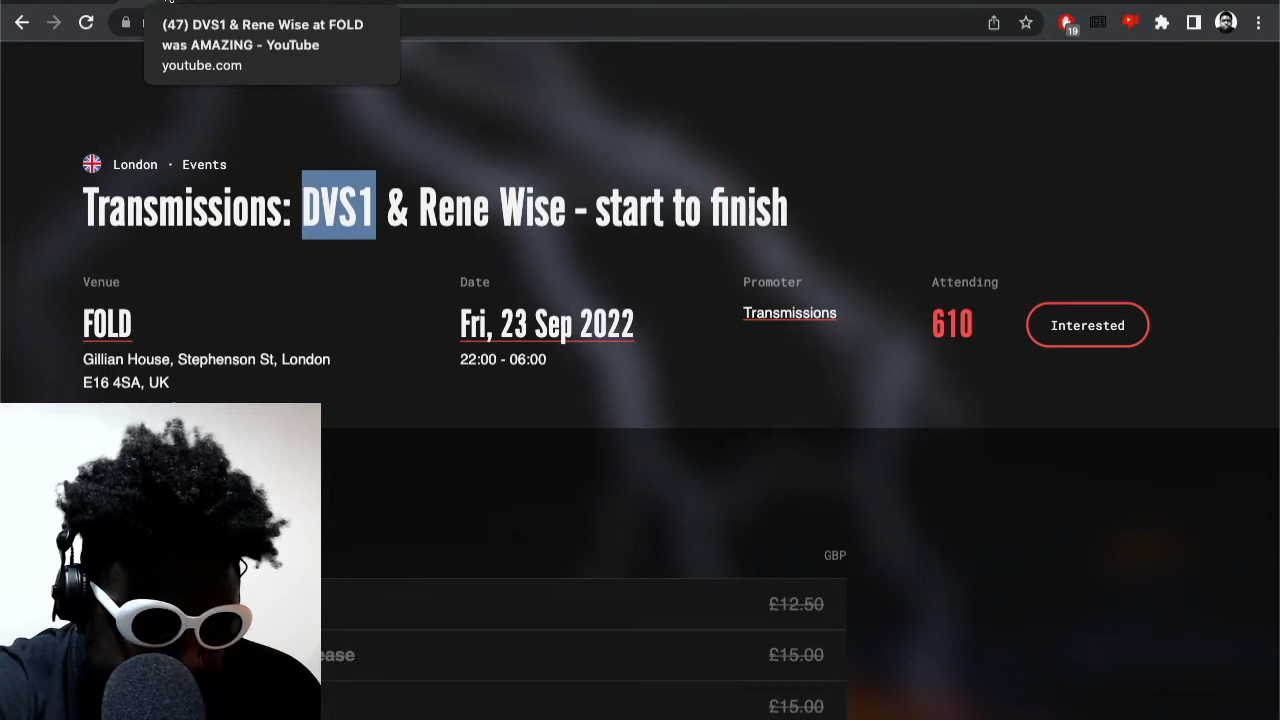 (47) DVS1 & Rene Wise at FOLD
was AMAZING - YouTube
youtube.com
19
London · Events
Transmissions: DVS1 & Rene Wise - start to finish
Venue
Date
Promoter
Attending
FOLD
Fri, 23 Sep 2022
Transmissions
610
Interested
Gillian House, Stephenson St, London
22:00 - 06:00
E16 4SA, UK
GBP
£12.50
ease
£15.00
£15.00